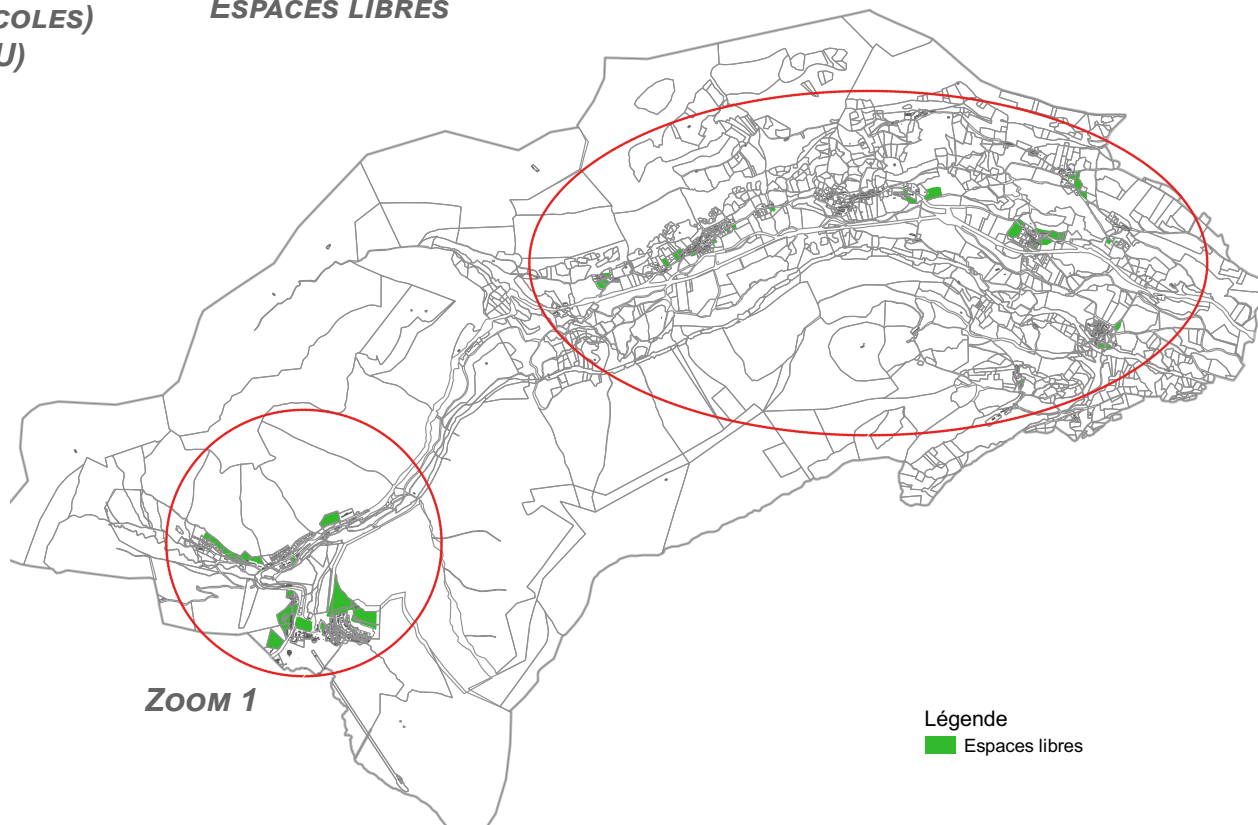 COLES)
U)
ESPACES LIBRES
ZOOM 1
Légende
Espaces libres